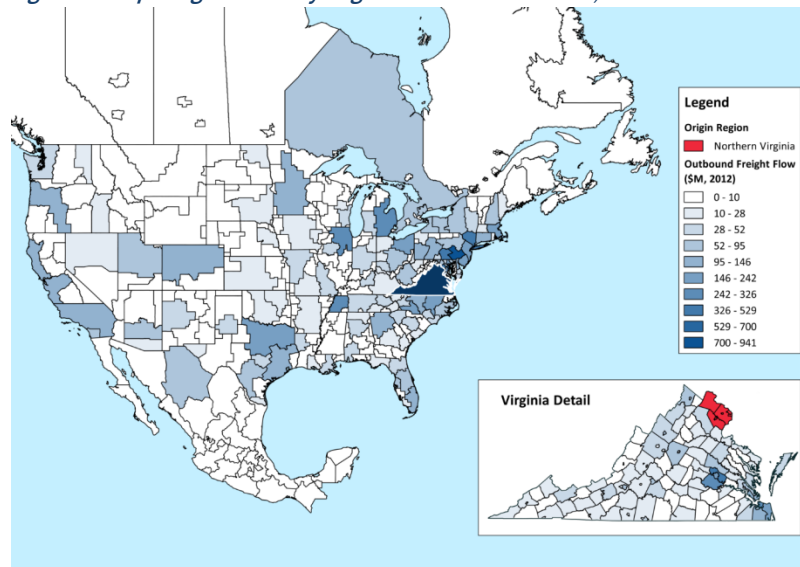 Legend
Origin Region
Northern Virginia
Outbound Freight Flow
($M, 2012)
0 - 10
10 - 28
28 - 52
52 - 95
95 - 146
146 - 242
242 - 326
326 - 529
529 - 700
700 - 941
Virginia Detail